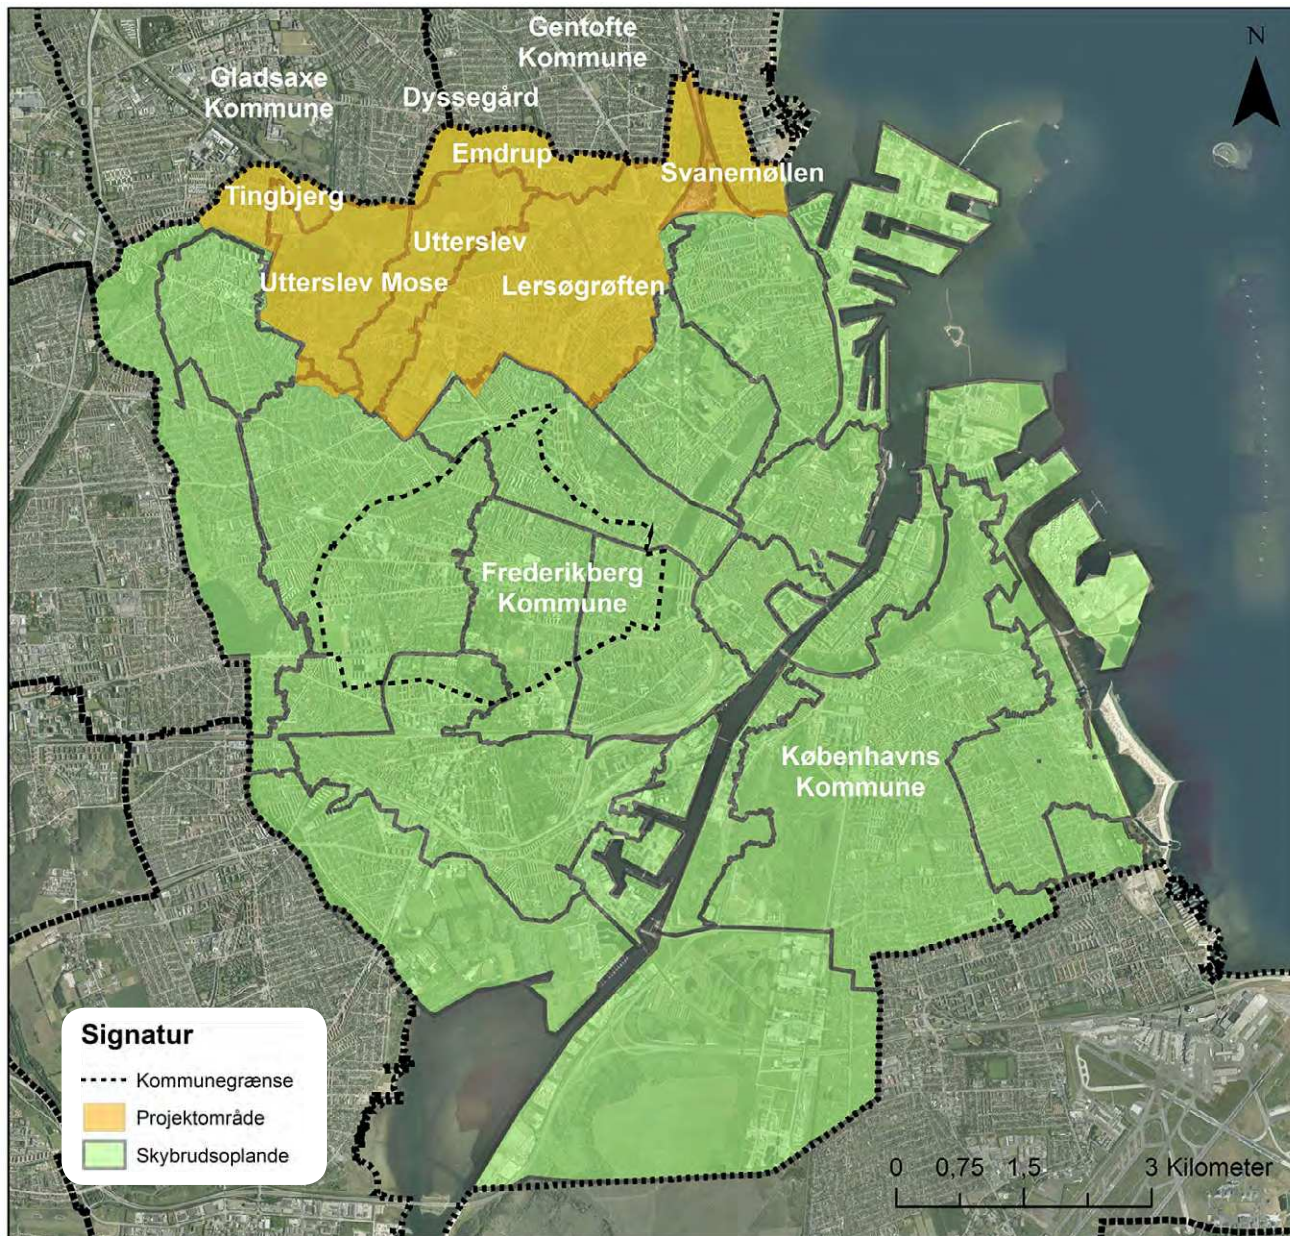 Gentofte
Kommune
N
Gladsaxe
Kommune
Dyssegård
Emdrup
Svanemøllen
Tingbjerg
Utterslev
Utterslev Mose
Lersøgrøften
Frederikberg
Kommune
Københavns
Kommune
Signatur
Kommunegrænse
Projektområde
Skybrudsoplande
0 0,75 1,5 3 Kilometer